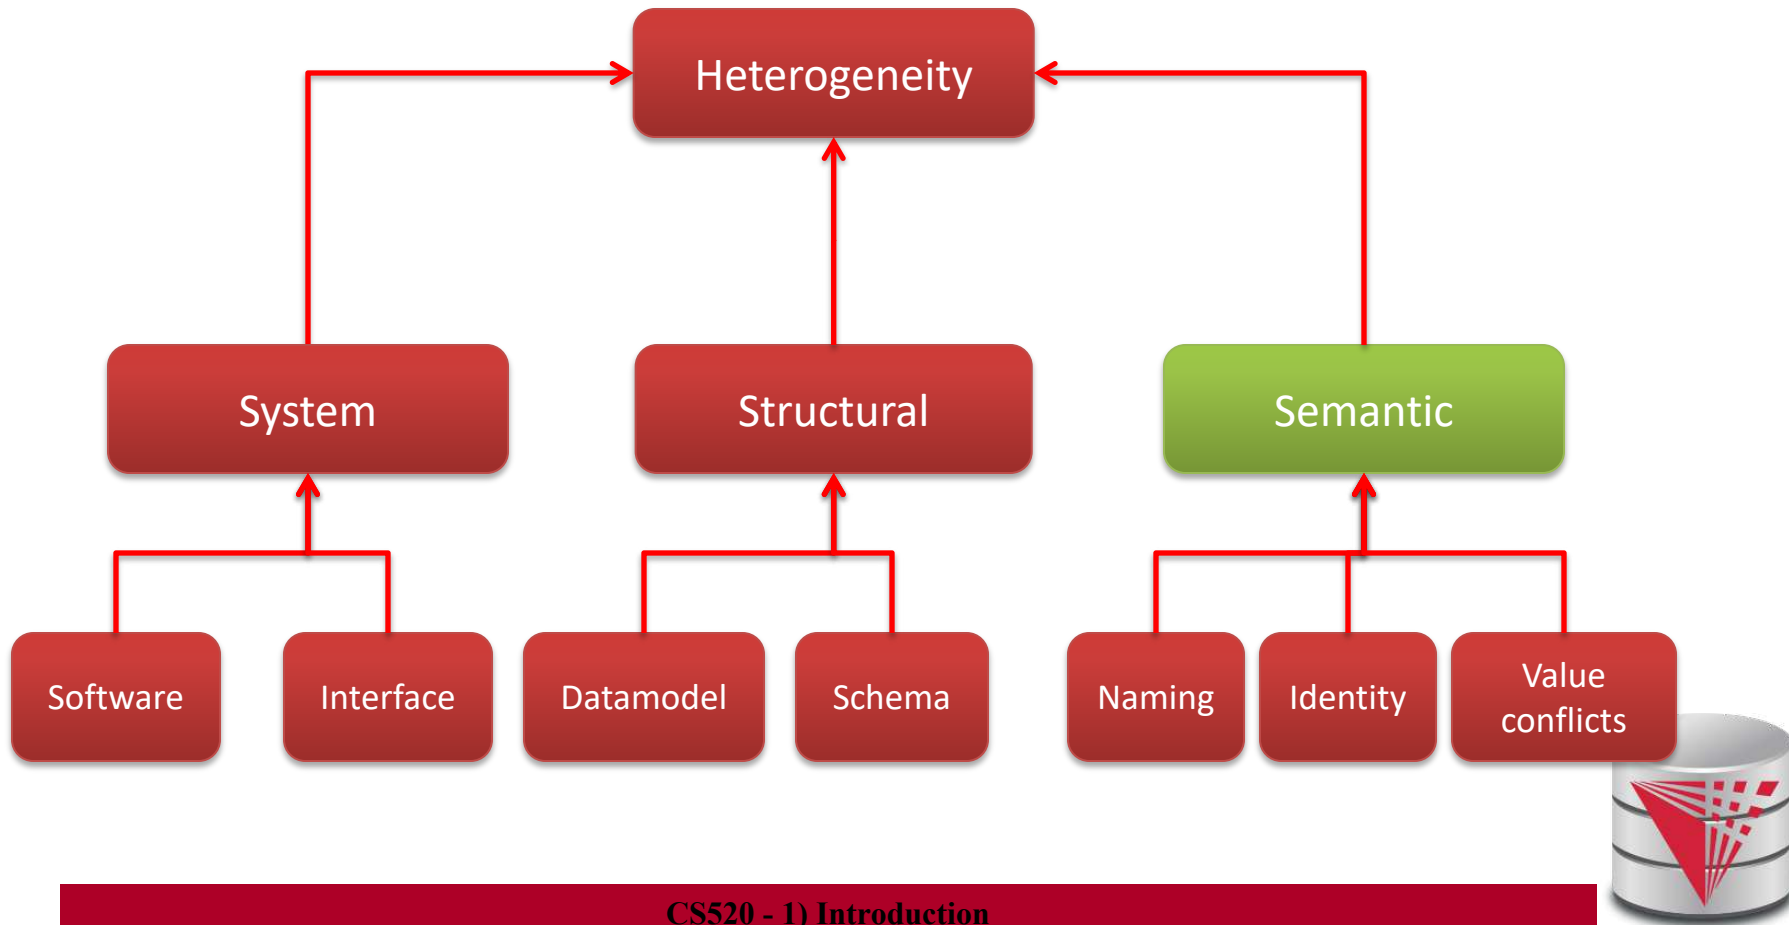 Heterogeneity
System
Structural
Semantic
Software
Interface
Datamodel
Schema
Naming
Identity
Value
conflicts
CS520 - 1) Introduction